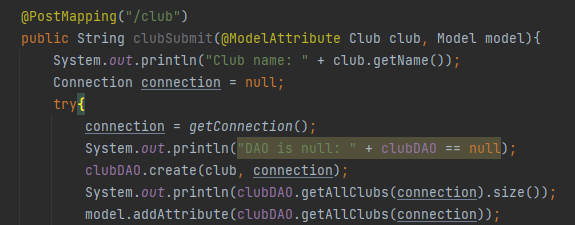 @PostMapping("/club")
public String clubSubmit(@ModelAttribute Club club, Model model){
System.out.println("Club name: " + club.getName());
Connection connection = null;
try{
connection = getConnection();
System.out.println("DAO is null: " + clubDAO == null);
clubDAO.create(club, connection);
System.out.println(clubDAO.getAllClubs(connection).size());
model.addAttribute(clubDAO.getAllClubs(connection));